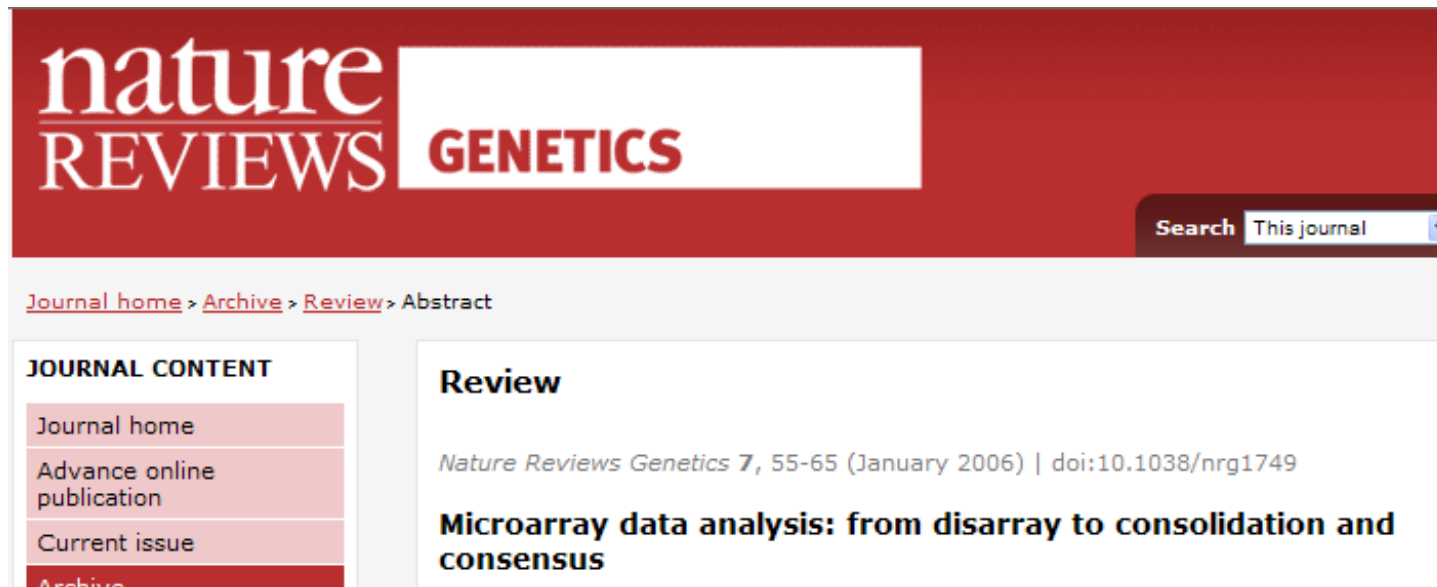 nature
REVIEWS
GENETICS
Search This journal
Journal home > Archive > Review > Abstract
JOURNAL CONTENT
Journal home
Advance online
publication
Current issue
Archive
Review
Nature Reviews Genetics 7, 55-65 (January 2006) | doi:10.1038/nrg1749
Microarray data analysis: from disarray to consolidation and
consensus